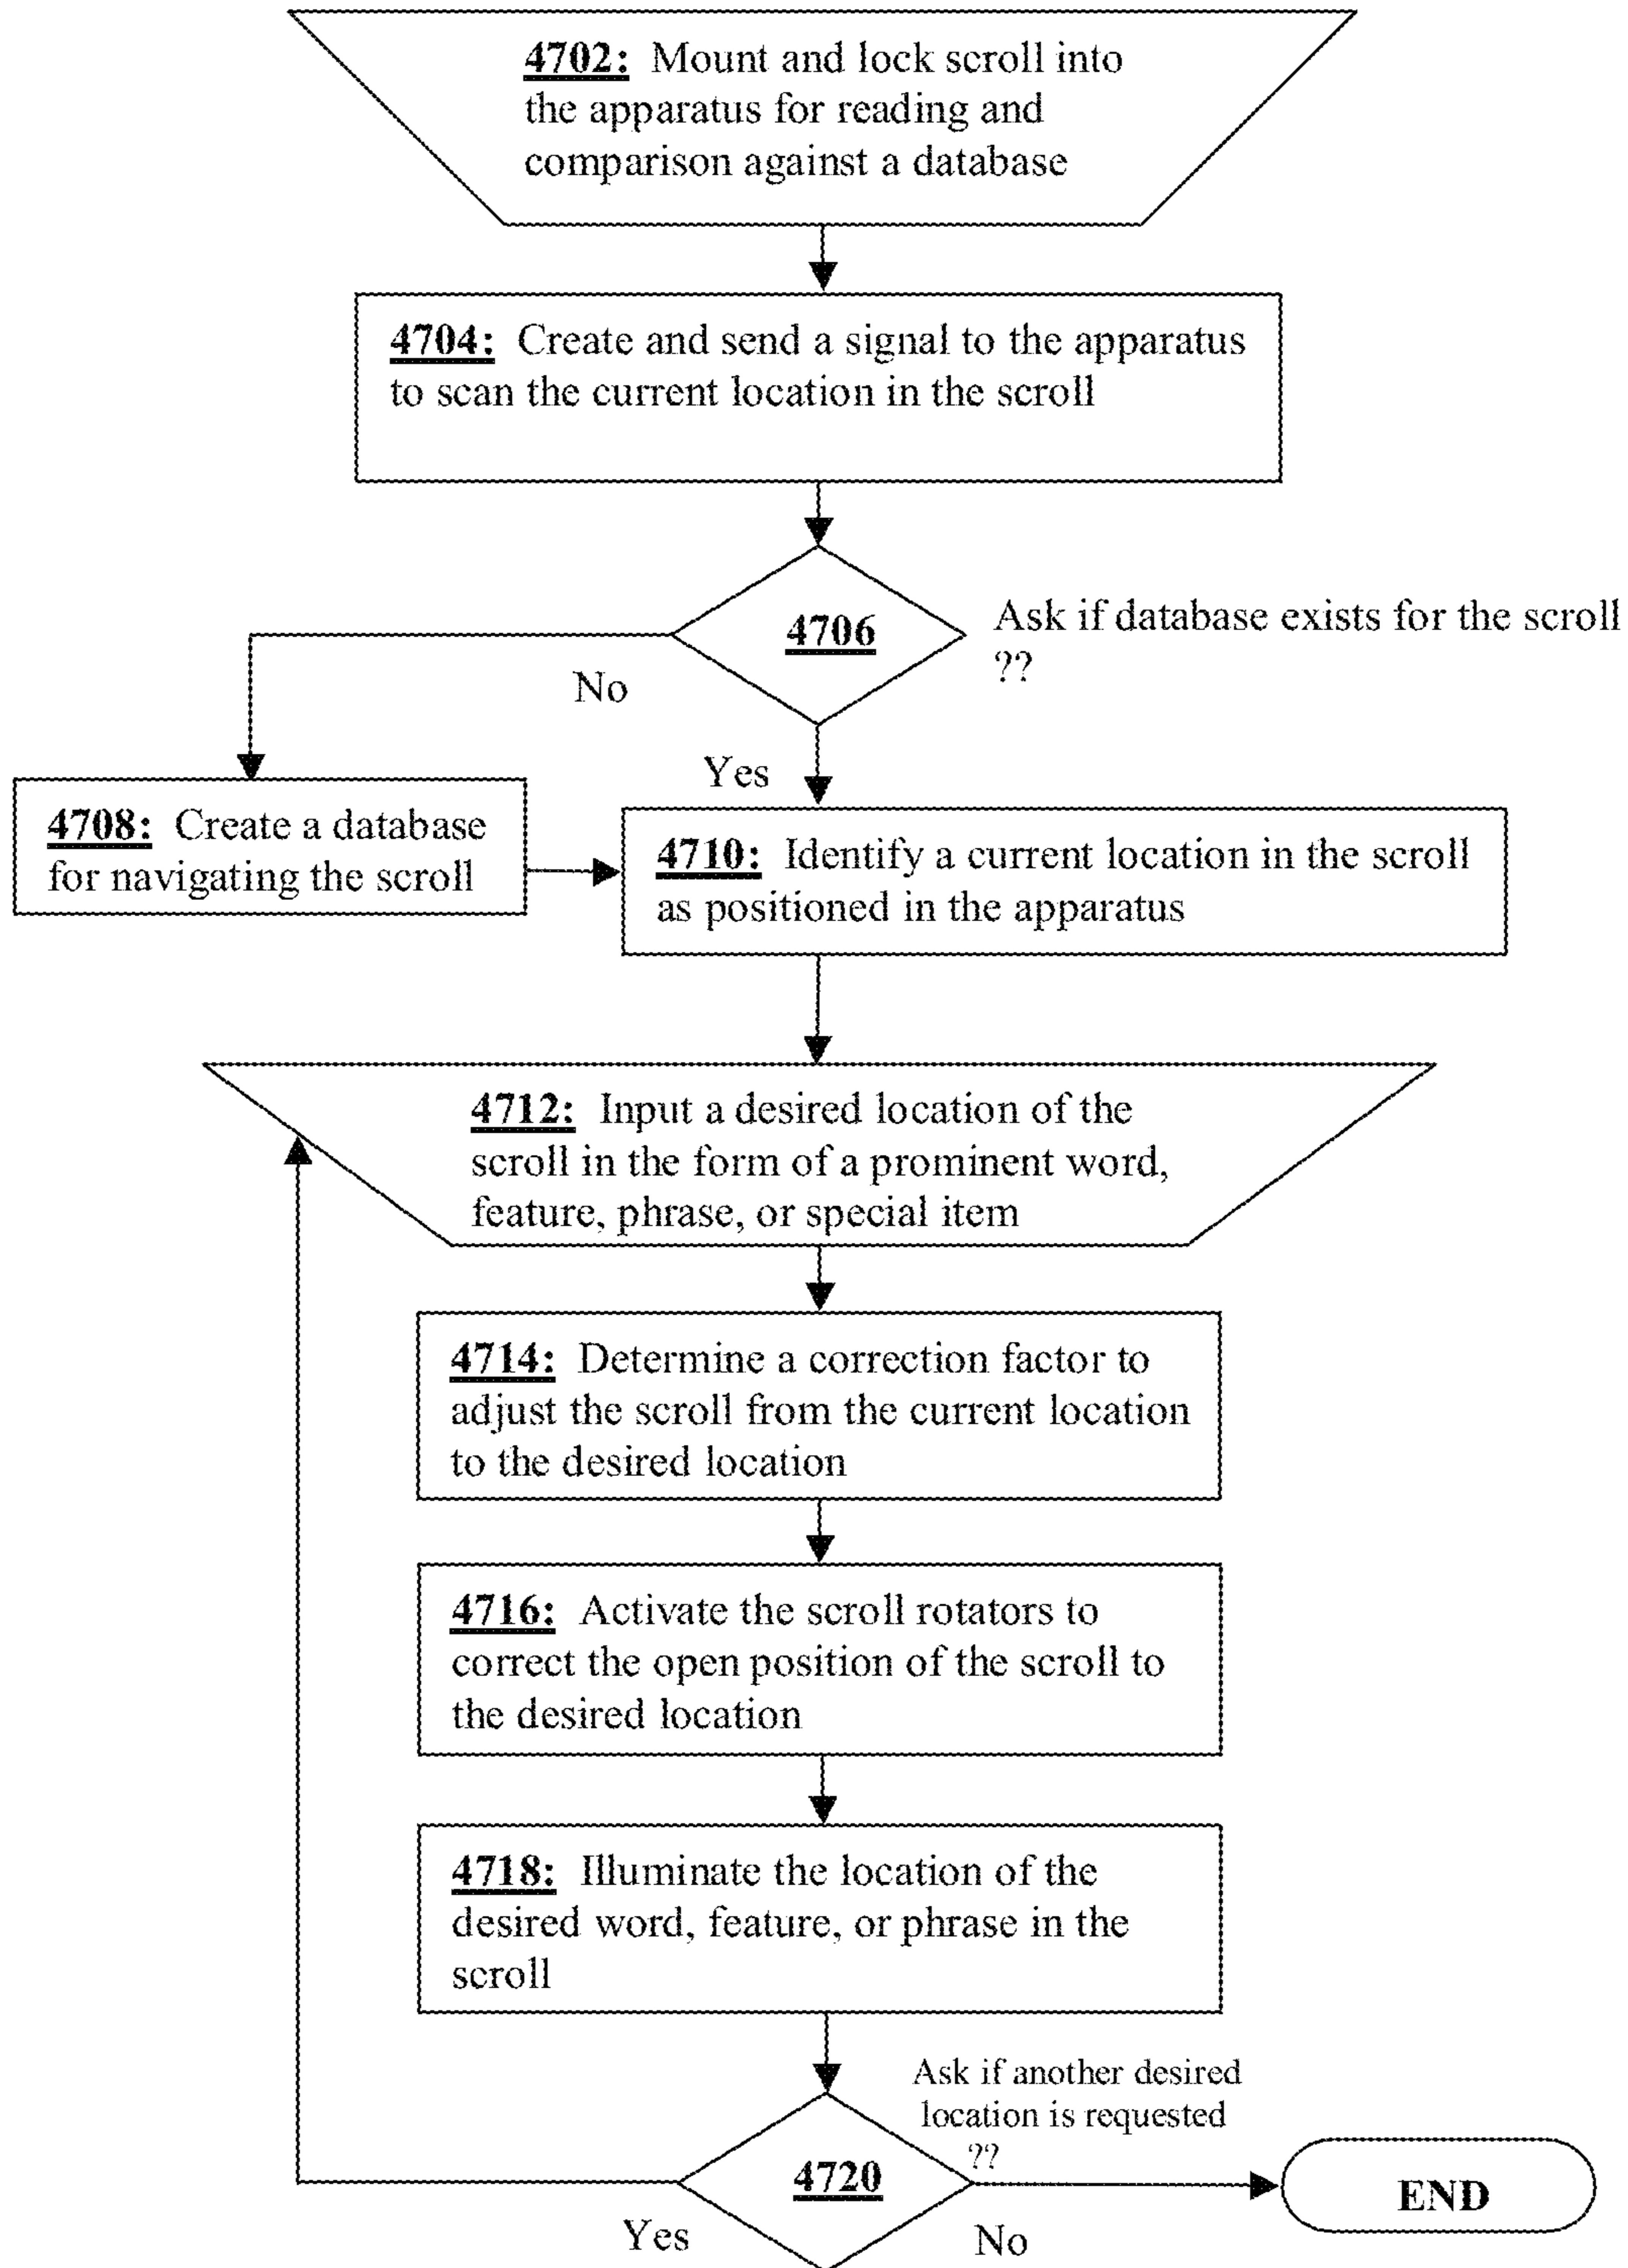 4702: Mount and lock scroll into
the apparatus for reading and
comparison against a database
4704: Create and send a signal to the apparatus
to scan the current location in the scroll
4706
Ask if database exists for the scroll
??
No
Yes
4708: Create a database
for navigating the scroll
4710: Identify a current location in the scroll
as positioned in the apparatus
4712: Input a desired location of the
scroll in the form of a prominent word,
feature, phrase, or special item
4714: Determine a correction factor to
adjust the scroll from the current location
to the desired location
4716: Activate the scroll rotators to
correct the open position of the scroll to
the desired location
4718: Illuminate the location of the
desired word, feature, or phrase in the
scroll
Ask if another desired
location is requested
??
4720
END
Yes
No